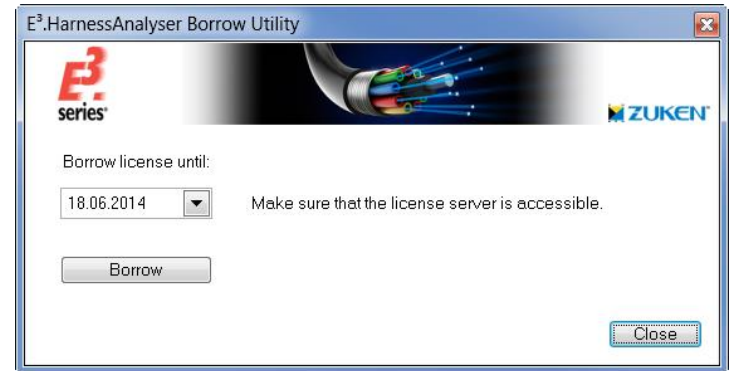 E³.HarnessAnalyser Borrow Utility
E³.
series
ZUKEN
Borrow license until:
18.06.2014
Make sure that the license server is accessible.
Borrow
Close